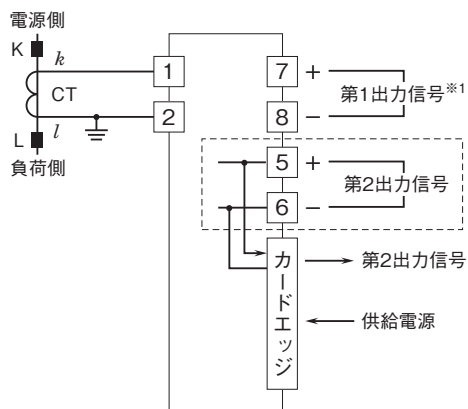 電源側
K
k
CT
l
L
負荷側
1
2
7 +
8 −
第1出力信号※1
5 +
6 −
第2出力信号
カードエッジ
第2出力信号
供給電源